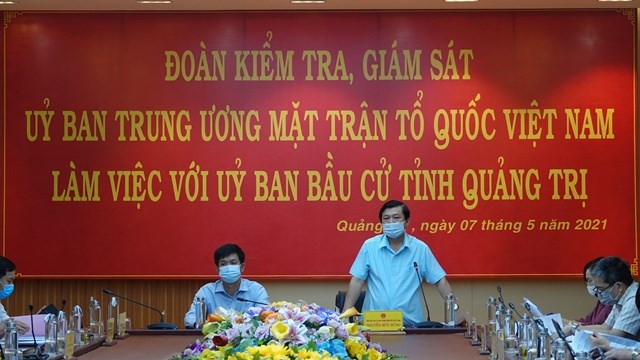 ĐOÀN KIỂM TRA, GIÁM SÁT
UỶ BAN TRUNG ƯƠNG MẶT TRẬN TỔ QUỐC VIỆT NAM
LÀM VIỆC VỚI UỶ BAN BẦU CỬ TỈNH QUẢNG TRỊ
Quảng , ngày 07 tháng 5 năm 2021